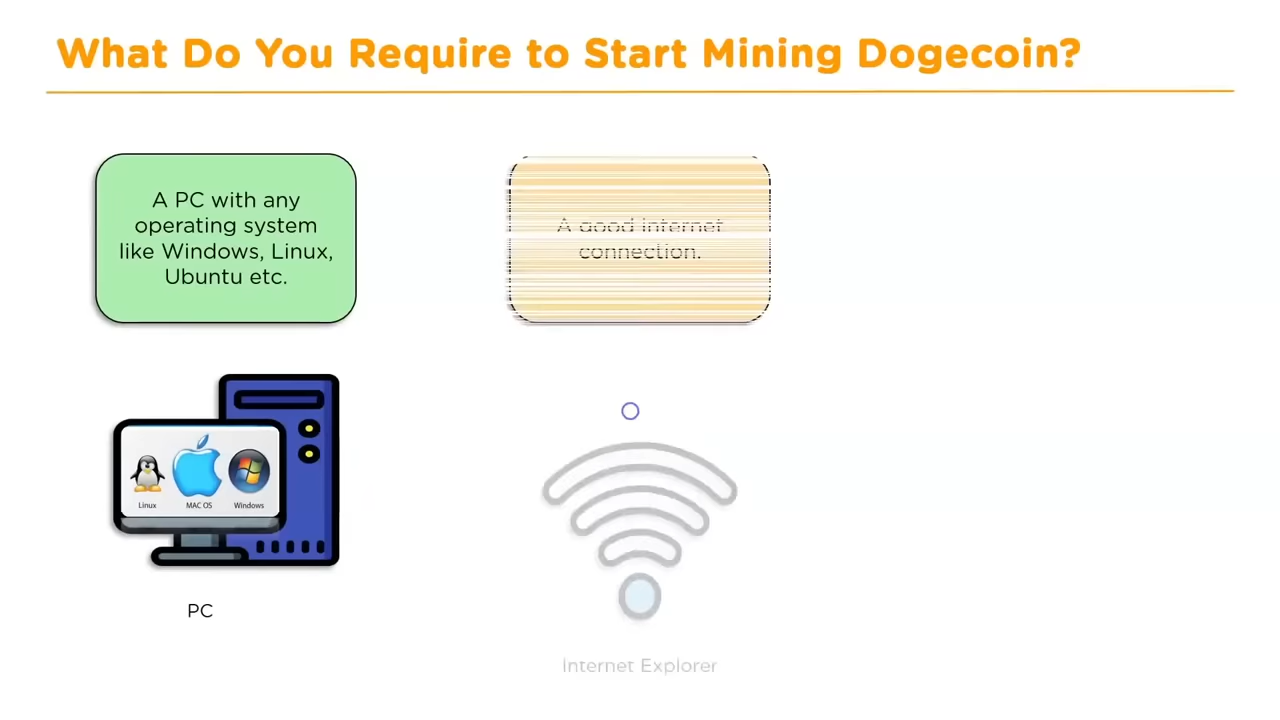 What Do You Require to Start Mining Dogecoin?
A PC with any
operating system
like Windows, Linux,
Ubuntu etc.
A good internet
connection.
Linux
MAC OS
Windows
PC
Internet Explorer